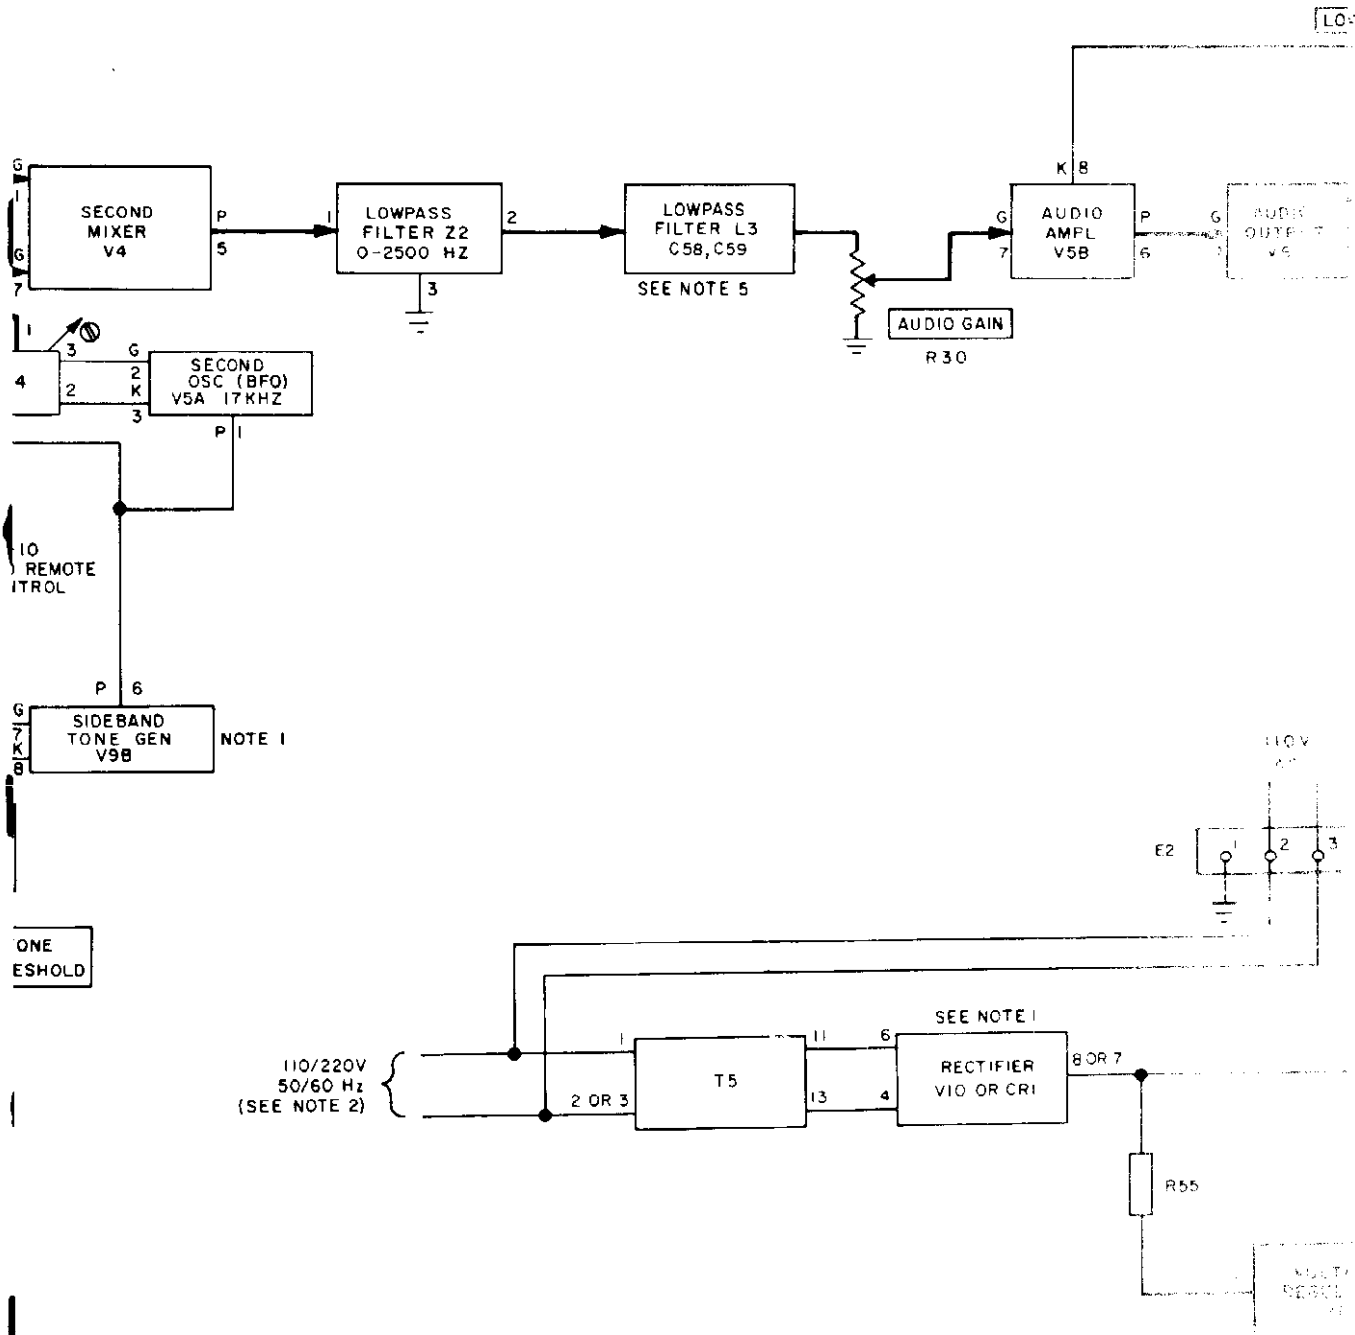 K 8
G
1
G
7
SECOND
MIXER
V4
P
5
1
LOWPASS
FILTER Z2
0-2500 HZ
2
3
LOWPASS
FILTER L3
C58, C59
SEE NOTE 5
AUDIO GAIN
R30
G
7
AUDIO
AMPL
V5B
P
6
G
1
4
3
2
G
2
K
3
SECOND
OSC (BFO)
V5A 17KHZ
P 1
10
REMOTE
P 6
G
7
K
8
SIDEBAND
TONE GEN
V9B
NOTE 1
110V
E2
1
2
3
110/220V
50/60 Hz
(SEE NOTE 2)
1
2 OR 3
T5
11
13
SEE NOTE 1
6
4
RECTIFIER
V10 OR CR1
8 OR 7
R55